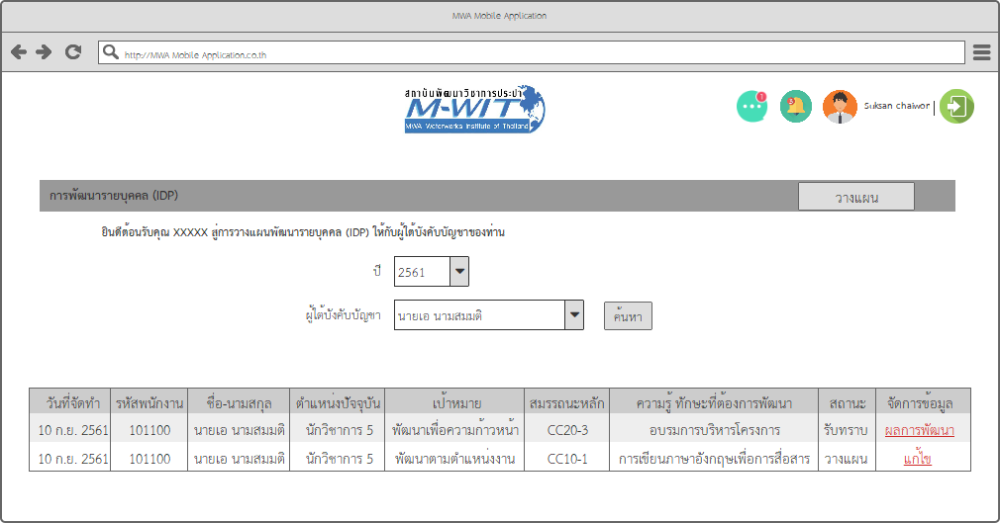 MWA Mobile Application
http://MWA Mobile Application.co.th
สถาบันพัฒนาวิชาการประปา
M-WIT
MWA Waterworks Institute of Thailand
1
3
Suksan chaiwon
การพัฒนารายบุคคล (IDP) วางแผน
ยินดีต้อนรับคุณ XXXXX สู่การวางแผนพัฒนารายบุคคล (IDP) ให้กับผู้ใต้บังคับบัญชาของท่าน
ปี 2561
ผู้ใต้บังคับบัญชา นายเอ นามสมมติ ค้นหา
วันที่จัดทำ รหัสพนักงาน ชื่อ-นามสกุล ตำแหน่งปัจจุบัน เป้าหมาย สมรรถนะหลัก ความรู้ ทักษะที่ต้องการพัฒนา สถานะ จัดการข้อมูล
10 ก.ย. 2561 101100 นายเอ นามสมมติ นักวิชาการ 5 พัฒนาเพื่อความก้าวหน้า CC20-3 อบรมการบริหารโครงการ รับทราบ ผลการพัฒนา
10 ก.ย. 2561 101100 นายเอ นามสมมติ นักวิชาการ 5 พัฒนาตามตำแหน่งงาน CC10-1 การเขียนภาษาอังกฤษเพื่อการสื่อสาร วางแผน แก้ไข